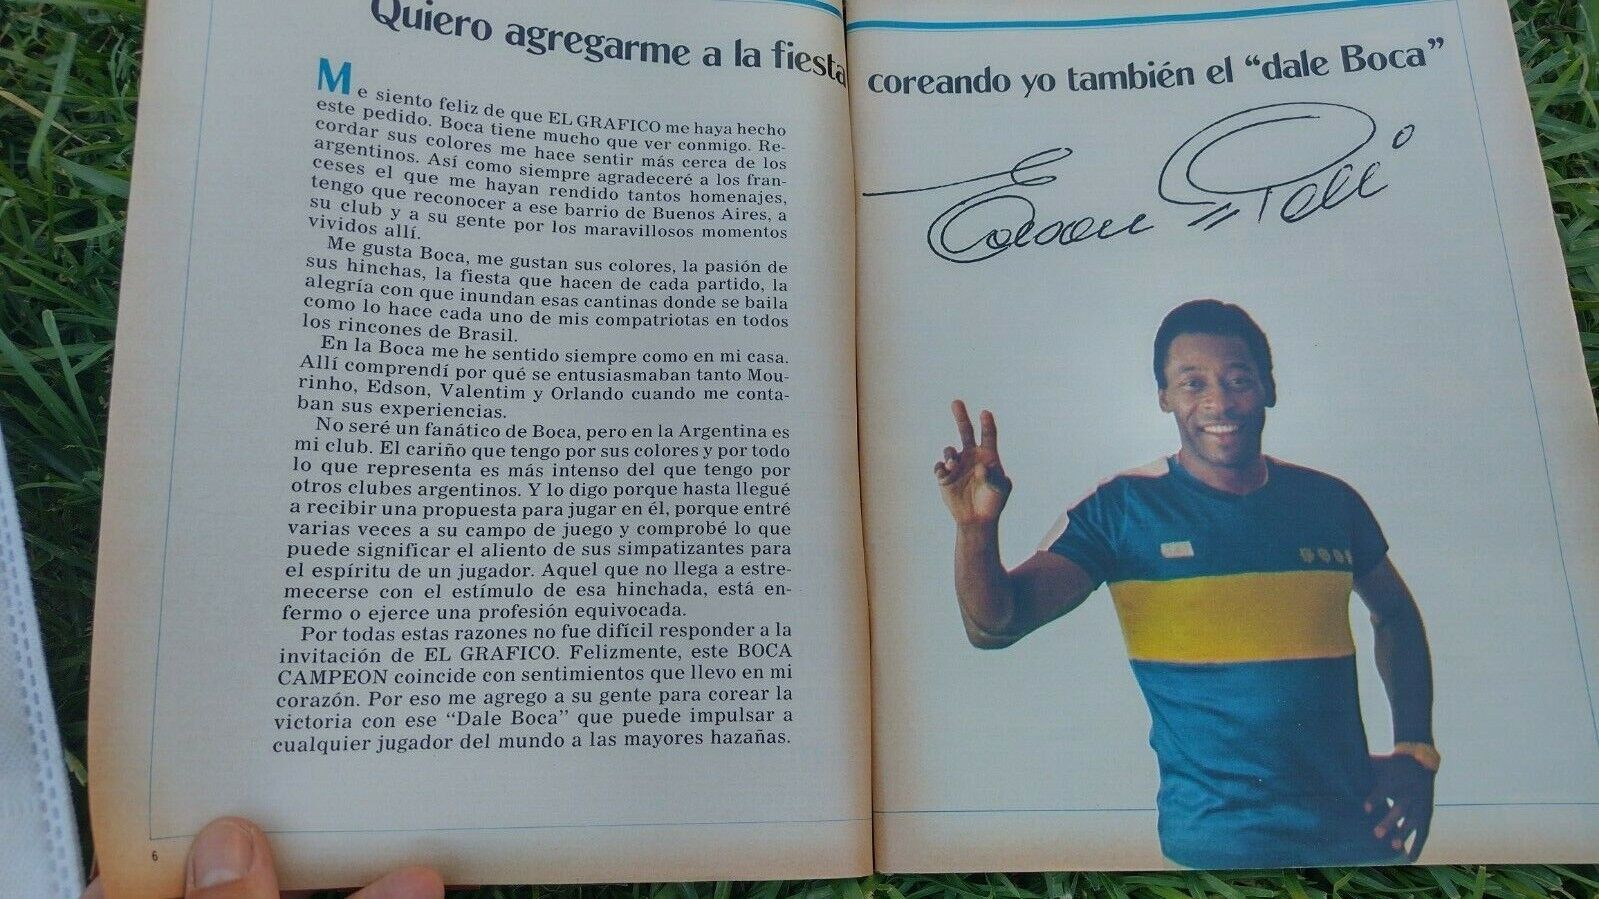 Quiero agregarme a la fiesta coreando yo también el “dale Boca”
Me siento feliz de que EL GRAFICO me haya hecho
este pedido. Boca tiene mucho que ver conmigo. Re-
cordar sus colores me hace sentir más cerca de los
argentinos. Así como siempre agradeceré a los fran-
ceses el que me hayan rendido tantos homenajes,
tengo que reconocer a ese barrio de Buenos Aires, a
su club y a su gente por los maravillosos momentos
vividos allí.
Me gusta Boca, me gustan sus colores, la pasión de
sus hinchas, la fiesta que hacen de cada partido, la
alegría con que inundan esas cantinas donde se baila
como lo hace cada uno de mis compatriotas en todos
los rincones de Brasil.
En la Boca me he sentido siempre como en mi casa.
Allí comprendí por qué se entusiasmaban tanto Mou-
rinho, Edson, Valentim y Orlando cuando me conta-
ban sus experiencias.
No seré un fanático de Boca, pero en la Argentina es
mi club. El cariño que tengo por sus colores y por todo
lo que representa es más intenso del que tengo por
otros clubes argentinos. Y lo digo porque hasta llegué
a recibir una propuesta para jugar en él, porque entré
varias veces a su campo de juego y comprobé lo que
puede significar el aliento de sus simpatizantes para
el espíritu de un jugador. Aquel que no llega a estre-
mecerse con el estímulo de esa hinchada, está en-
fermo o ejerce una profesión equivocada.
Por todas estas razones no fue difícil responder a la
invitación de EL GRAFICO. Felizmente, este BOCA
CAMPEON coincide con sentimientos que llevo en mi
corazón. Por eso me agrego a su gente para corear la
victoria con ese “Dale Boca” que puede impulsar a
cualquier jugador del mundo a las mayores hazañas.
6
Edson Pelé